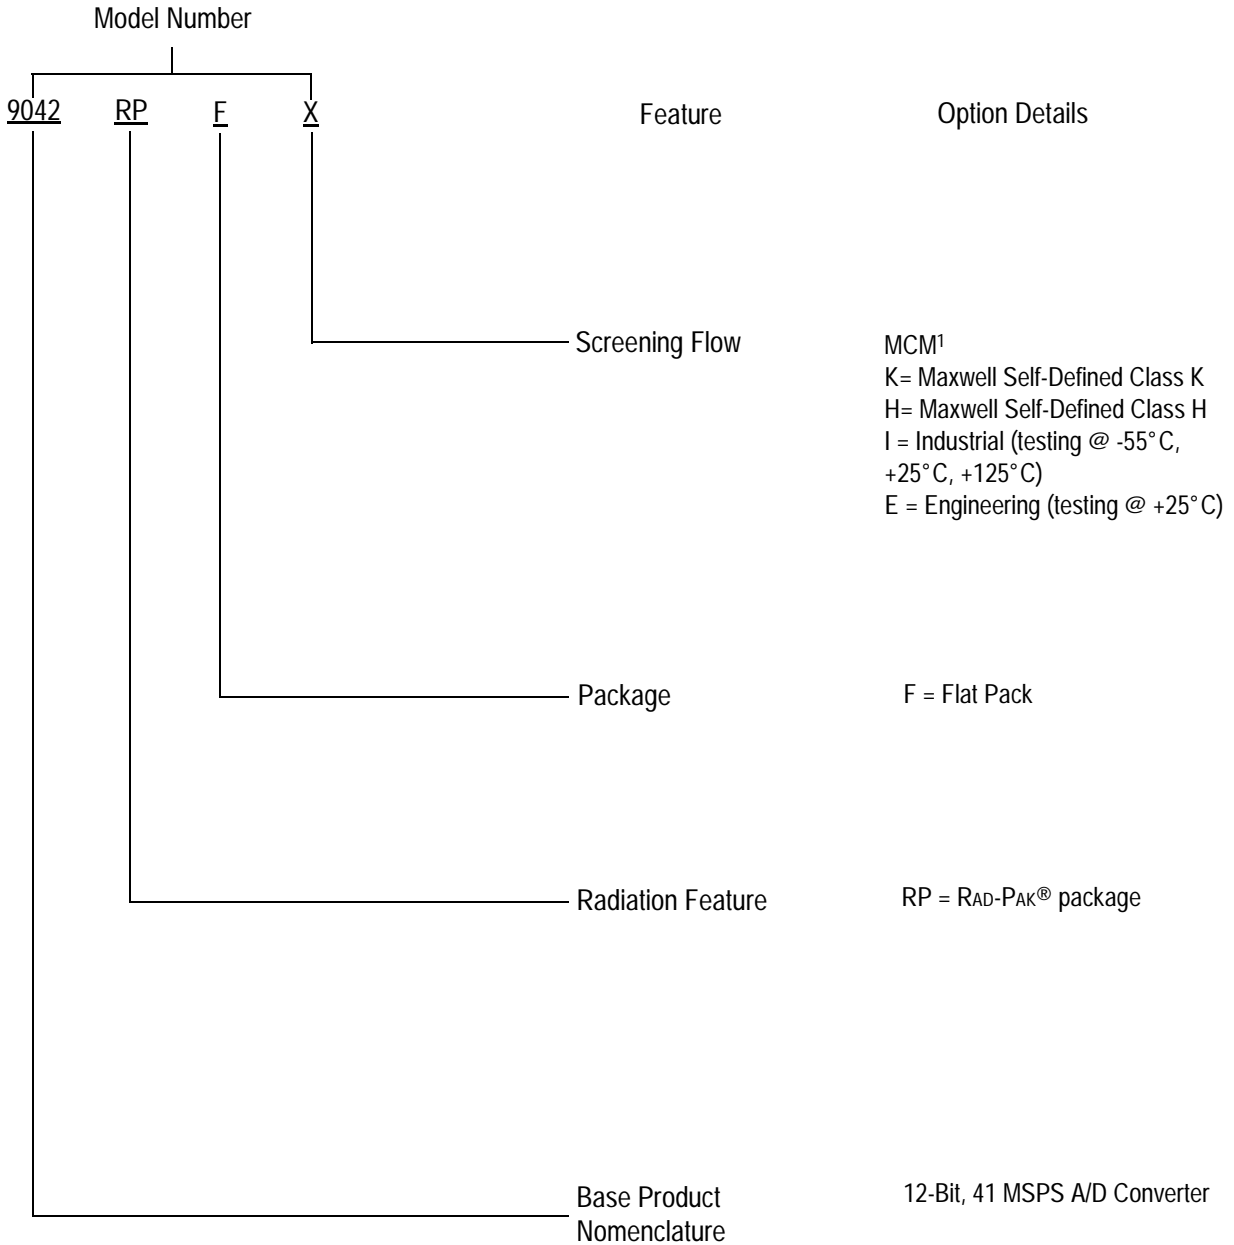 Model Number
9042 RP F X
Feature Option Details
Screening Flow
MCM¹
K= Maxwell Self-Defined Class K
H= Maxwell Self-Defined Class H
I = Industrial (testing @ -55°C,
+25°C, +125°C)
E = Engineering (testing @ +25°C)
Package F = Flat Pack
Radiation Feature RP = RAD-PAK® package
Base Product
Nomenclature
12-Bit, 41 MSPS A/D Converter